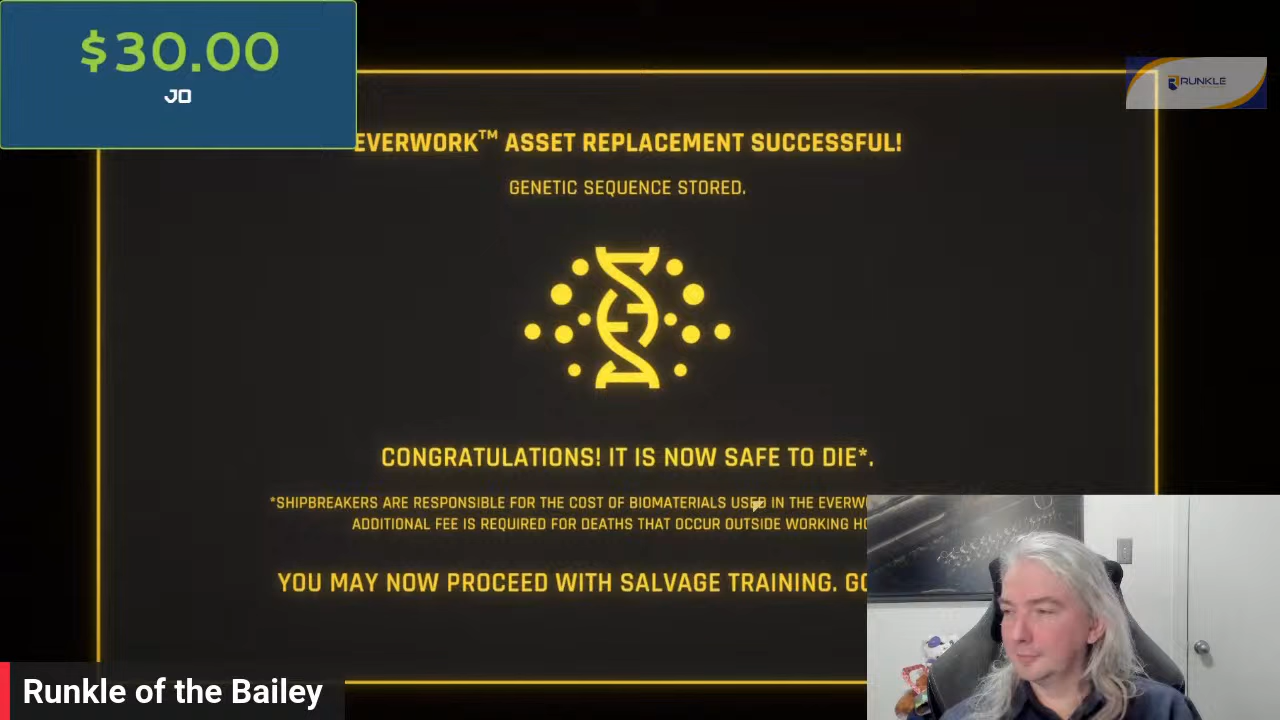 $30.00
JO
RUNKLE
EVERWORK™ ASSET REPLACEMENT SUCCESSFUL!
GENETIC SEQUENCE STORED.
CONGRATULATIONS! IT IS NOW SAFE TO DIE*.
*SHIPBREAKERS ARE RESPONSIBLE FOR THE COST OF BIOMATERIALS USED IN THE
ADDITIONAL FEE IS REQUIRED FOR DEATHS THAT OCCUR OUTSIDE WORKING
YOU MAY NOW PROCEED WITH SALVAGE TRAINING.
Runkle of the Bailey